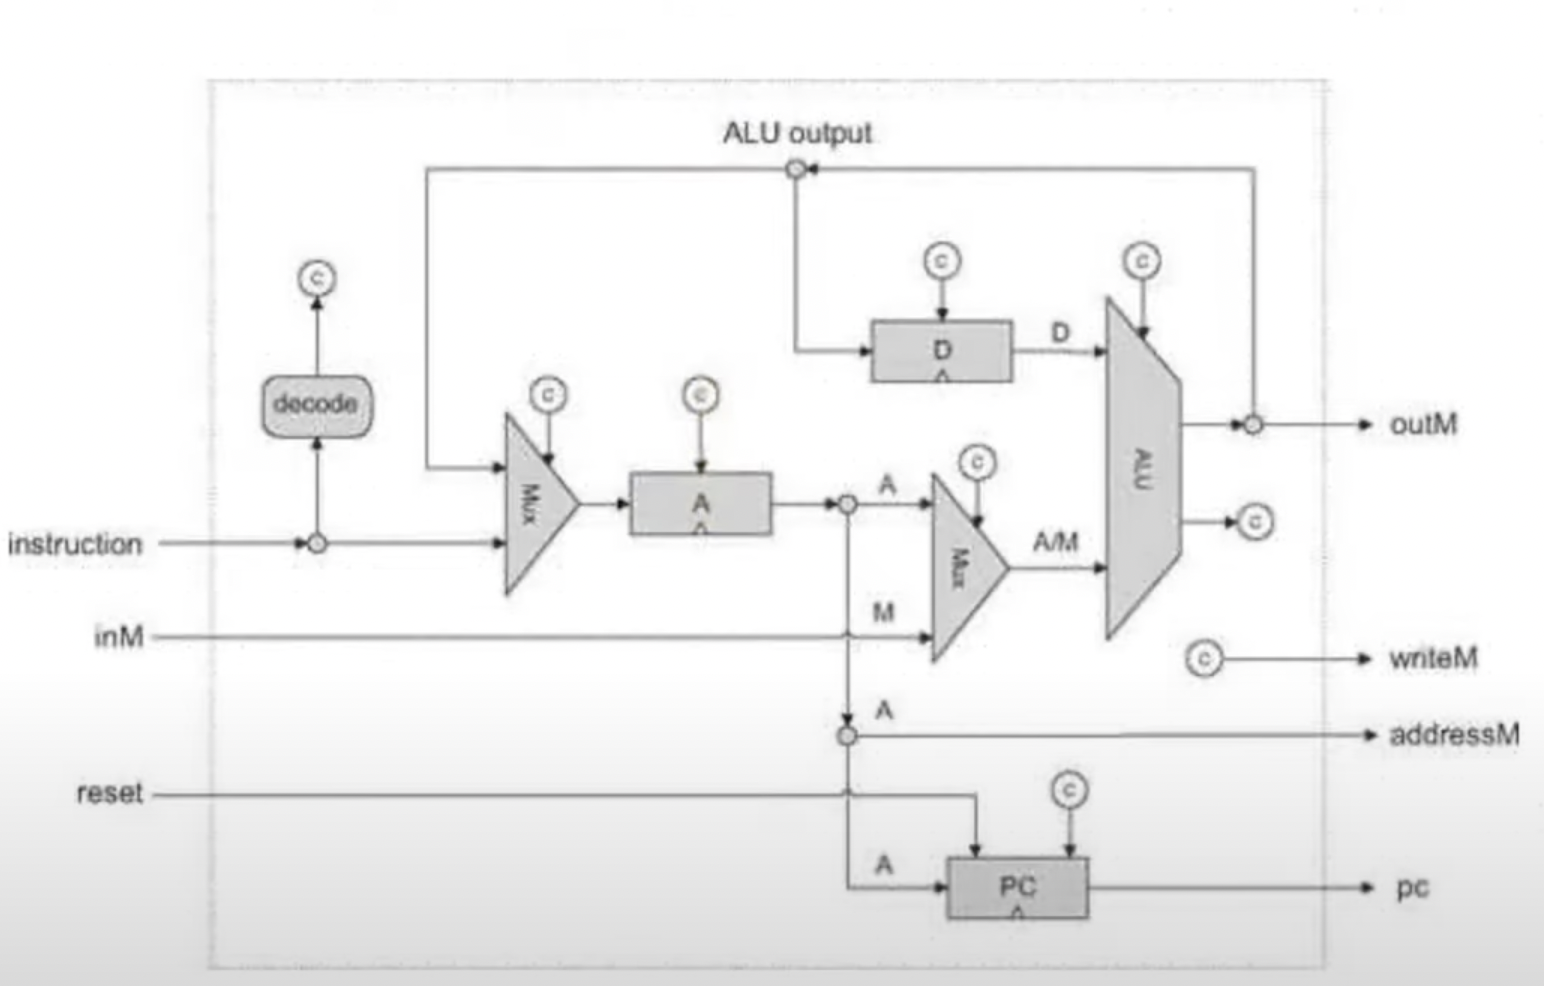 ALU output
c
c
c
D
D
decode
c
c
outM
Mux
A
A
c
ALU
c
instruction
Mux
A/M
inM
M
c
writeM
A
addressM
reset
c
A
PC
pc